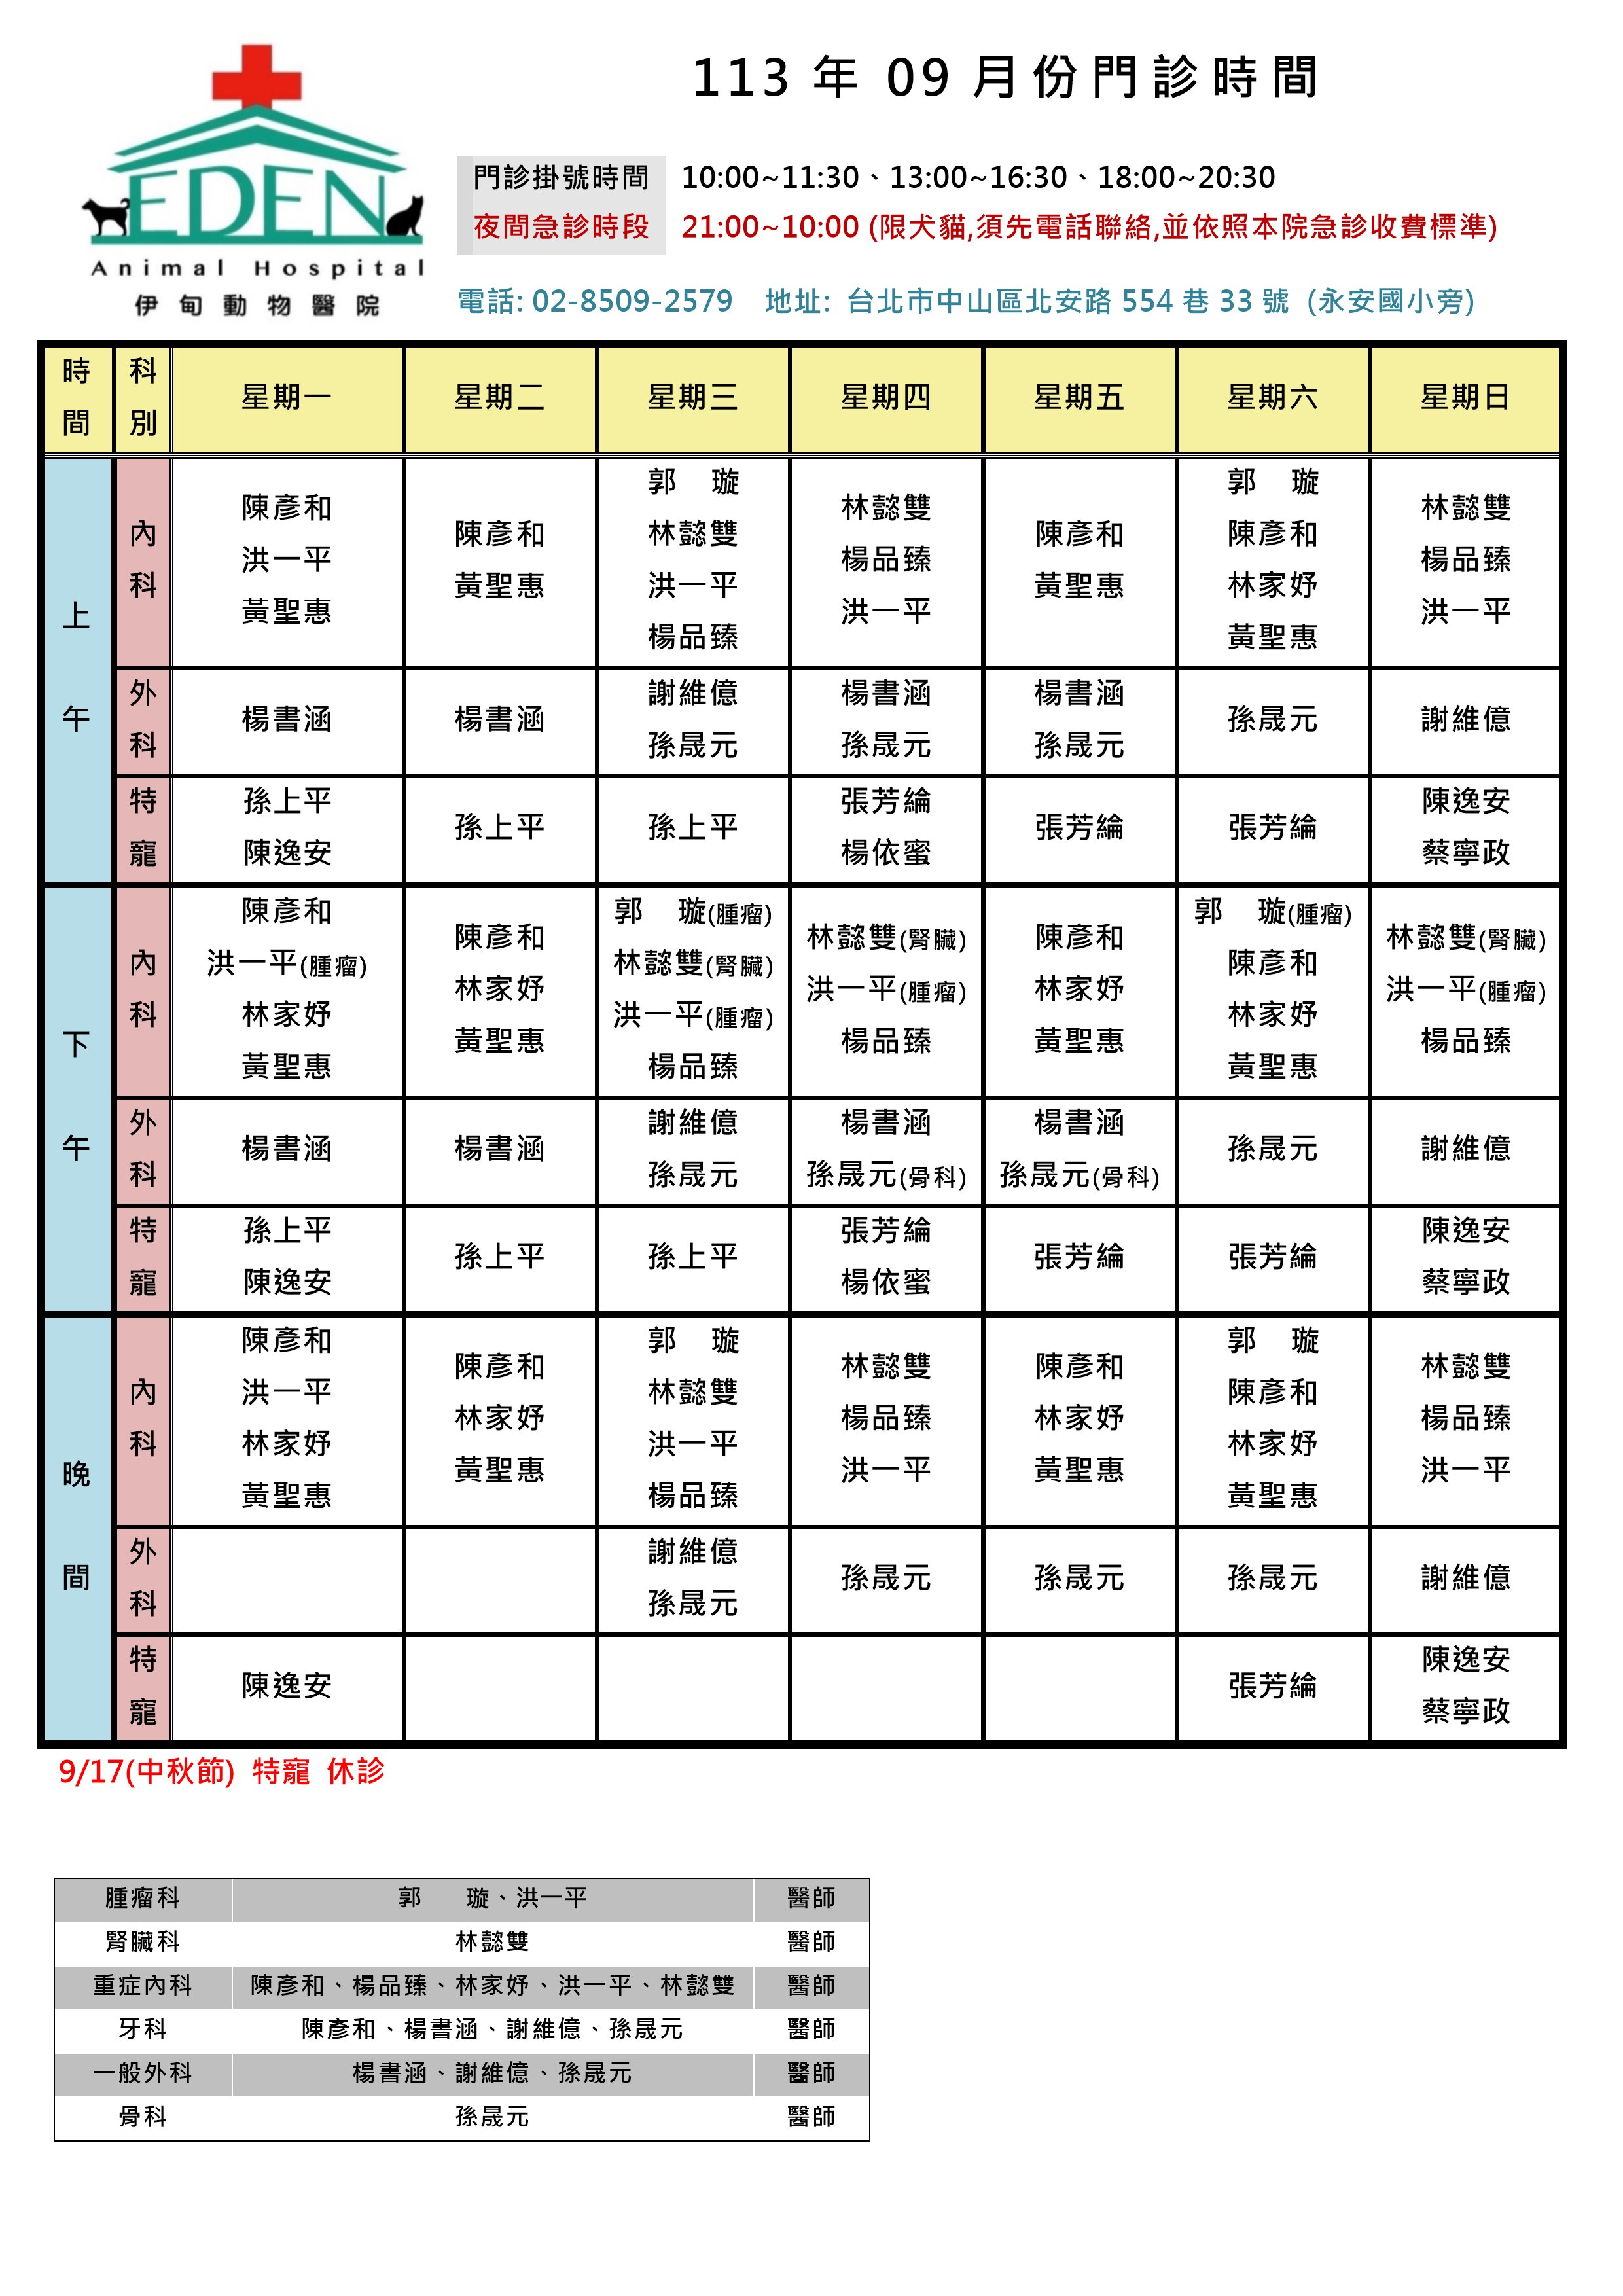 113 年 09 月份門診時間
EDEN
Animal Hospital
伊甸動物醫院
門診掛號時間 10:00~11:30、13:00~16:30、18:00~20:30
夜間急診時段 21:00~10:00 (限犬貓,須先電話聯絡,並依照本院急診收費標準)
電話: 02-8509-2579 地址: 台北市中山區北安路 554 巷 33 號 (永安國小旁)
時間 科別 星期一 星期二 星期三 星期四 星期五 星期六 星期日
上午
內科
陳彥和 洪一平 黃聖惠
陳彥和 黃聖惠
郭 璇 林懿雙 洪一平 楊品臻
林懿雙 楊品臻 洪一平
陳彥和 黃聖惠
郭 璇 陳彥和 林家妤 黃聖惠
林懿雙 楊品臻 洪一平
外科
楊書涵
楊書涵
謝維億 孫晟元
楊書涵 孫晟元
楊書涵 孫晟元
孫晟元
謝維億
特寵
孫上平 陳逸安
孫上平
孫上平
張芳綸 楊依蜜
張芳綸
張芳綸
陳逸安 蔡寧政
下午
內科
陳彥和 洪一平(腫瘤) 林家妤 黃聖惠
陳彥和 林家妤 黃聖惠
郭 璇(腫瘤) 林懿雙(腎臟) 洪一平(腫瘤) 楊品臻
林懿雙(腎臟) 洪一平(腫瘤) 楊品臻
陳彥和 林家妤 黃聖惠
郭 璇(腫瘤) 陳彥和 林家妤 黃聖惠
林懿雙(腎臟) 洪一平(腫瘤) 楊品臻
外科
楊書涵
楊書涵
謝維億 孫晟元
楊書涵 孫晟元(骨科)
楊書涵 孫晟元(骨科)
孫晟元
謝維億
特寵
孫上平 陳逸安
孫上平
孫上平
張芳綸 楊依蜜
張芳綸
張芳綸
陳逸安 蔡寧政
晚間
內科
陳彥和 洪一平 林家妤 黃聖惠
陳彥和 林家妤 黃聖惠
郭 璇 林懿雙 洪一平 楊品臻
林懿雙 楊品臻 洪一平
陳彥和 林家妤 黃聖惠
郭 璇 陳彥和 林家妤 黃聖惠
林懿雙 楊品臻 洪一平
外科
謝維億 孫晟元
孫晟元
孫晟元
孫晟元
謝維億
特寵
陳逸安
張芳綸
陳逸安 蔡寧政
9/17(中秋節) 特寵 休診
腫瘤科 郭 璇、洪一平 醫師
腎臟科 林懿雙 醫師
重症內科 陳彥和、楊品臻、林家妤、洪一平、林懿雙 醫師
牙科 陳彥和、楊書涵、謝維億、孫晟元 醫師
一般外科 楊書涵、謝維億、孫晟元 醫師
骨科 孫晟元 醫師